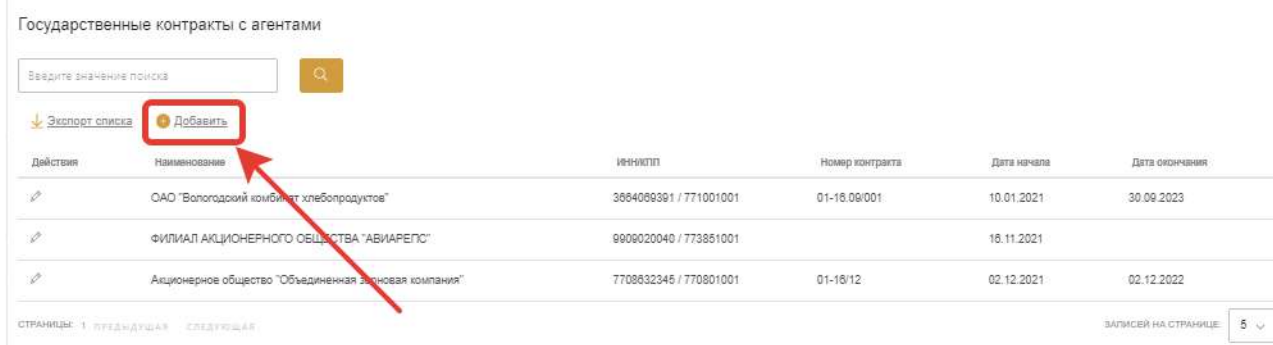 Государственные контракты с агентами
Введите значение поиска
Экспорт списка Добавить
Действия Наименование ИНН/КПП Номер контракта Дата начала Дата окончания
ОАО "Вологодский комбинат хлебопродуктов" 3664069391 / 771001001 01-16.09/001 10.01.2021 30.09.2023
ФИЛИАЛ АКЦИОНЕРНОГО ОБЩЕСТВА "АВИАРЕПС" 9909020040 / 773851001 16.11.2021
Акционерное общество "Объединенная зерновая компания" 7708632345 / 770801001 01-16/12 02.12.2021 02.12.2022
СТРАНИЦЫ: 1 ПРЕДЫДУЩАЯ СЛЕДУЮЩАЯ ЗАПИСЕЙ НА СТРАНИЦЕ: 5